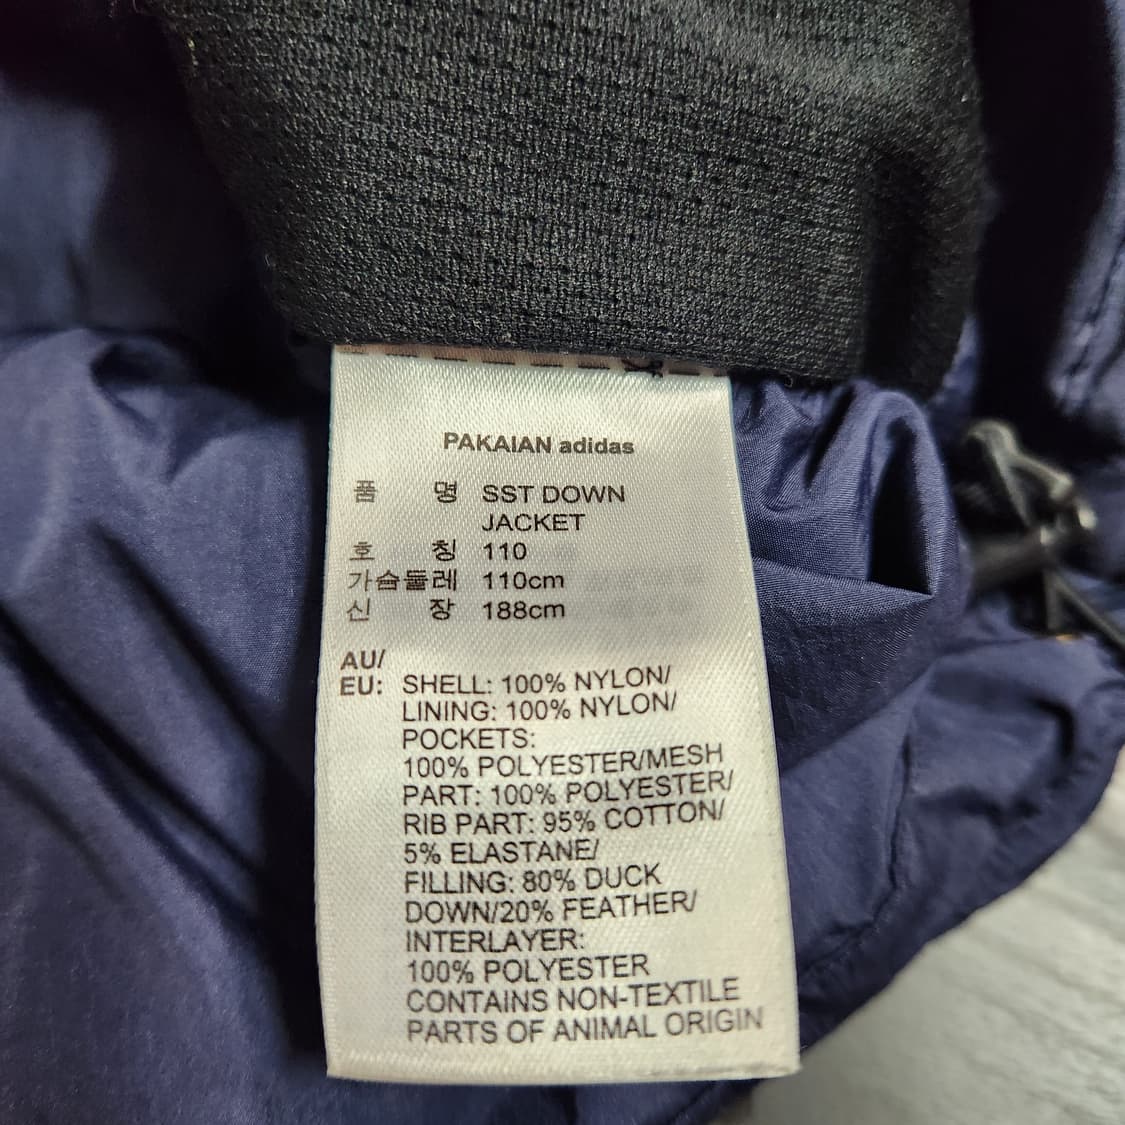 PAKAIAN adidas
품 명 SST DOWN
JACKET
호 칭 110
가슴둘레 110cm
신 장 188cm
AU/
EU: SHELL: 100% NYLON/
LINING: 100% NYLON/
POCKETS:
100% POLYESTER/MESH
PART: 100% POLYESTER/
RIB PART: 95% COTTON/
5% ELASTANE/
FILLING: 80% DUCK
DOWN/20% FEATHER/
INTERLAYER:
100% POLYESTER
CONTAINS NON-TEXTILE
PARTS OF ANIMAL ORIGIN